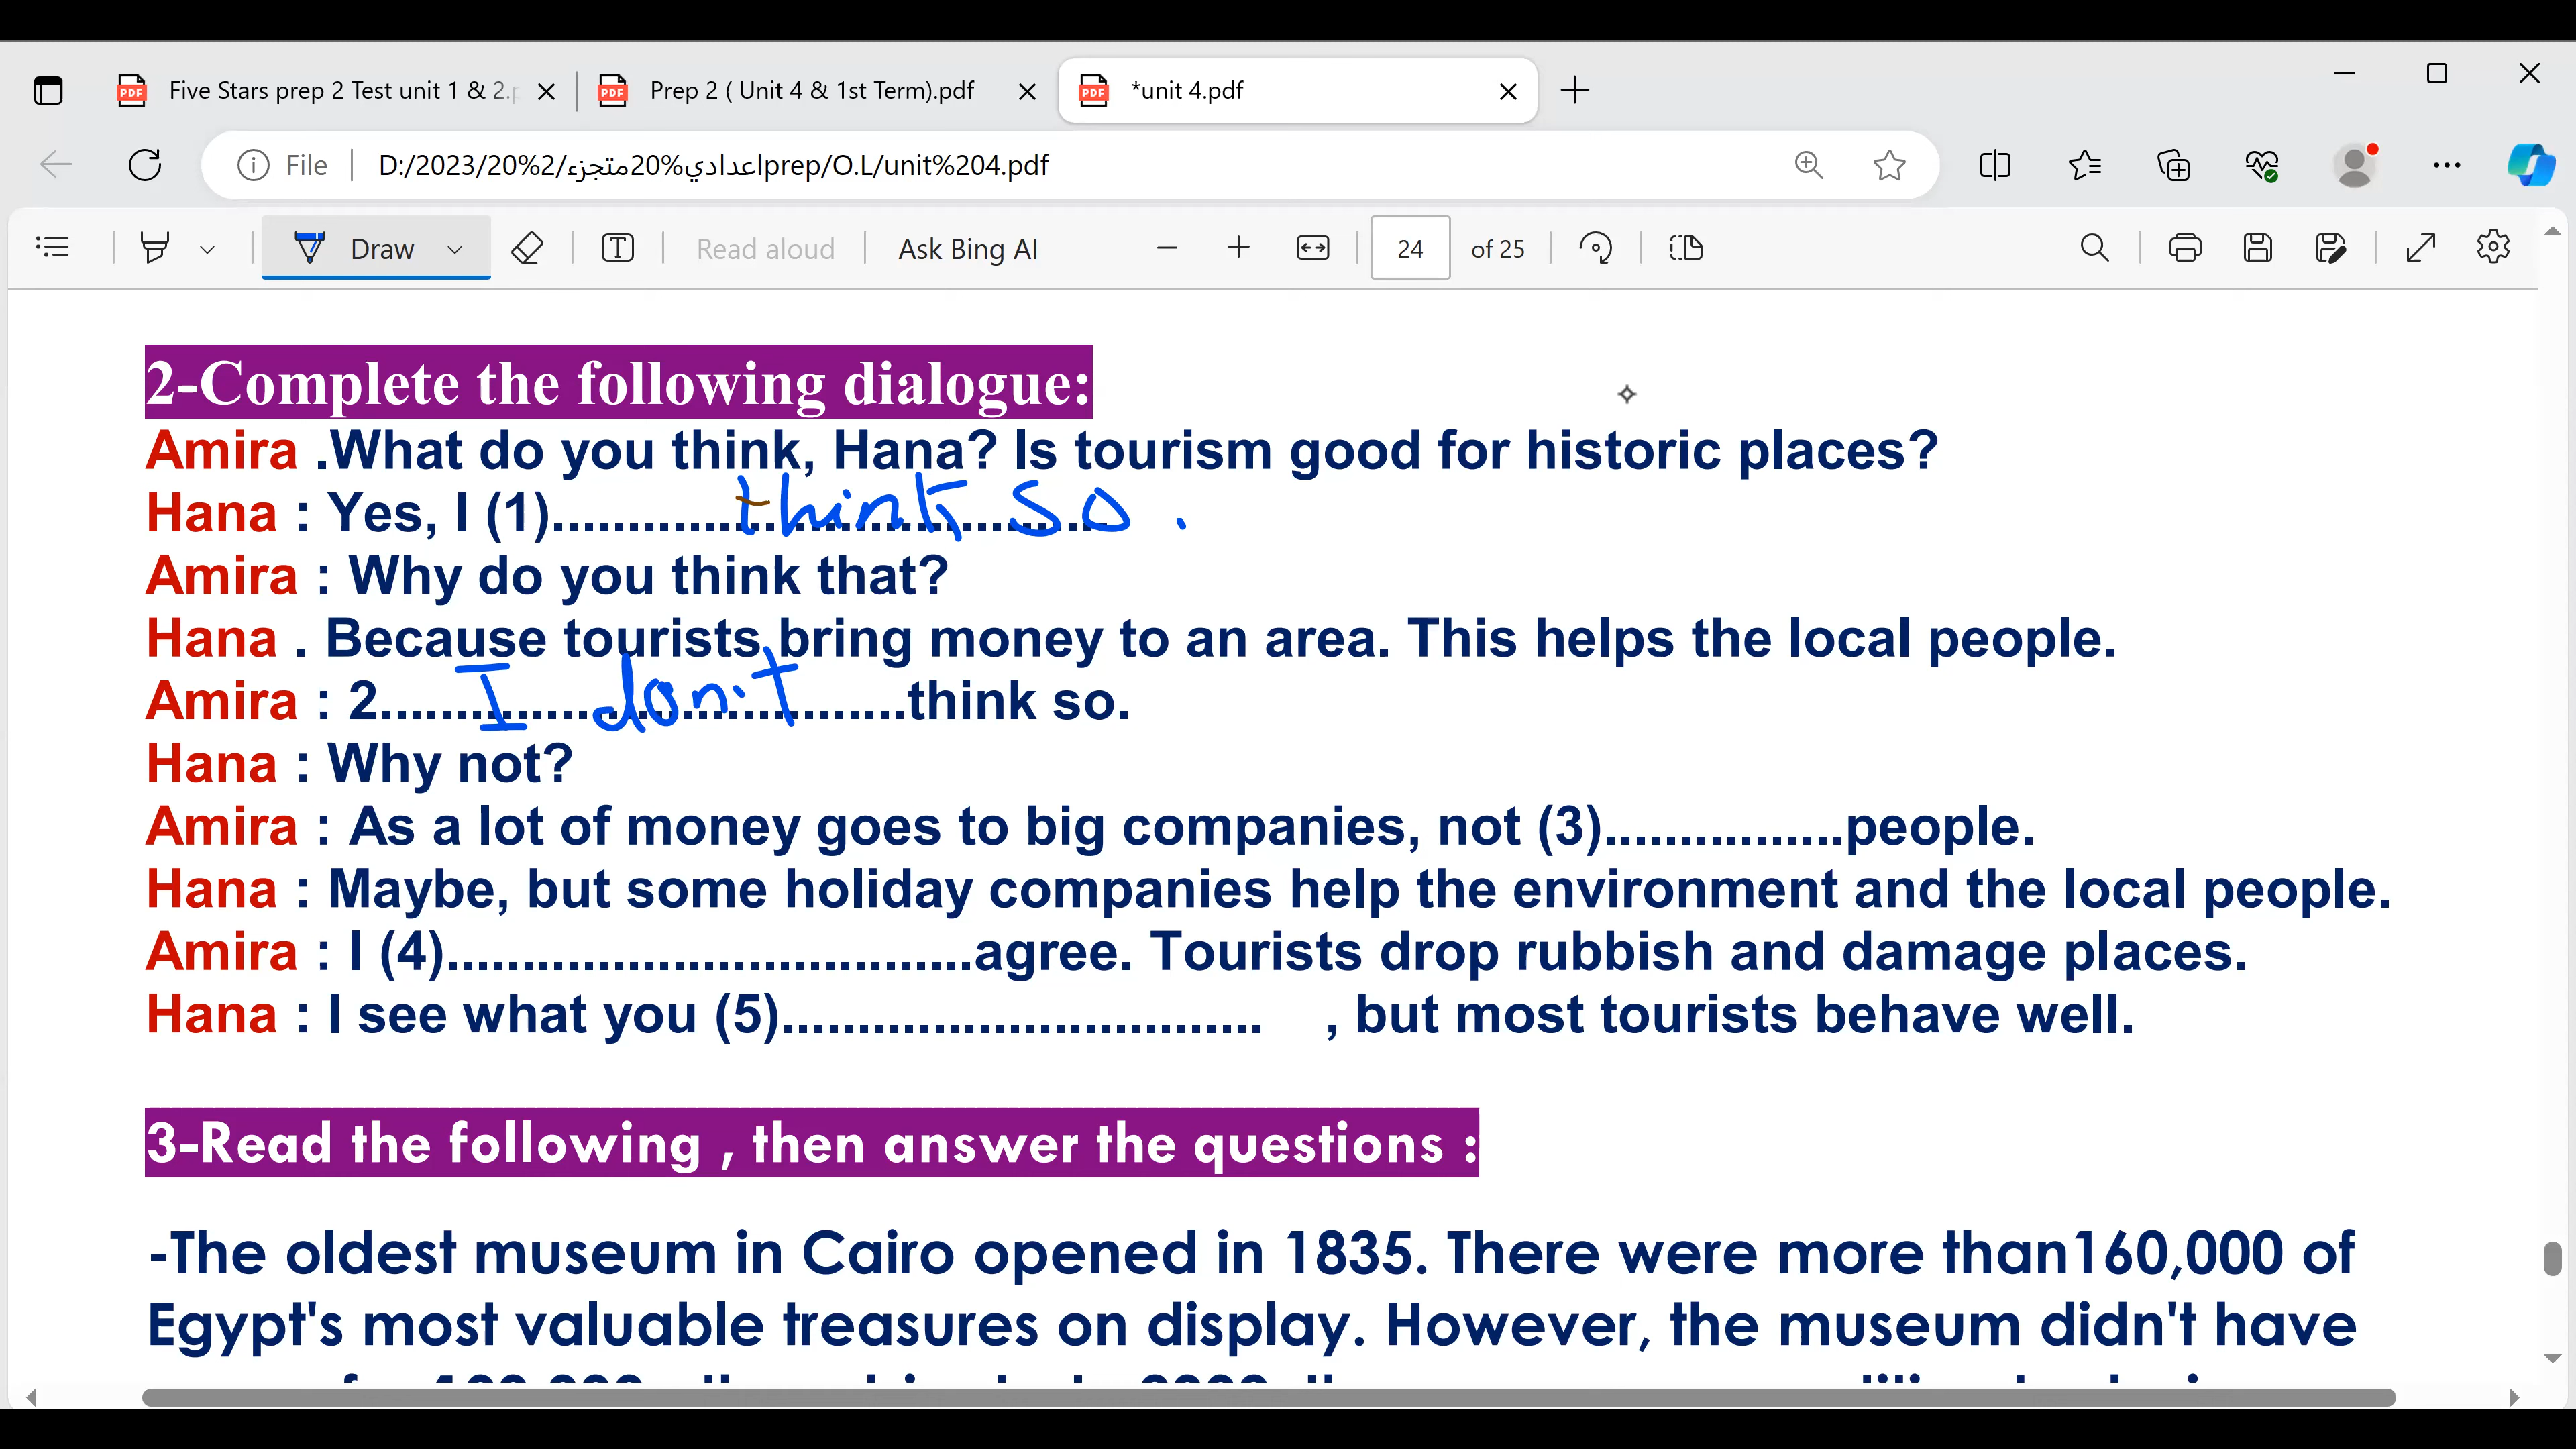 Five Stars prep 2 Test unit 1 & 2.p
Prep 2 ( Unit 4 & 1st Term).pdf
*unit 4.pdf
File D:/2023/20%2/اعدادي%20متجزءprep/O.L/unit%204.pdf
Draw Read aloud Ask Bing AI 24 of 25
2-Complete the following dialogue:
Amira .What do you think, Hana? Is tourism good for historic places?
Hana : Yes, I (1)..........think so .
Amira : Why do you think that?
Hana . Because tourists bring money to an area. This helps the local people.
Amira : 2..........I don't..........think so.
Hana : Why not?
Amira : As a lot of money goes to big companies, not (3)................people.
Hana : Maybe, but some holiday companies help the environment and the local people.
Amira : I (4)...................................agree. Tourists drop rubbish and damage places.
Hana : I see what you (5)................................ , but most tourists behave well.
3-Read the following , then answer the questions :
-The oldest museum in Cairo opened in 1835. There were more than160,000 of
Egypt's most valuable treasures on display. However, the museum didn't have